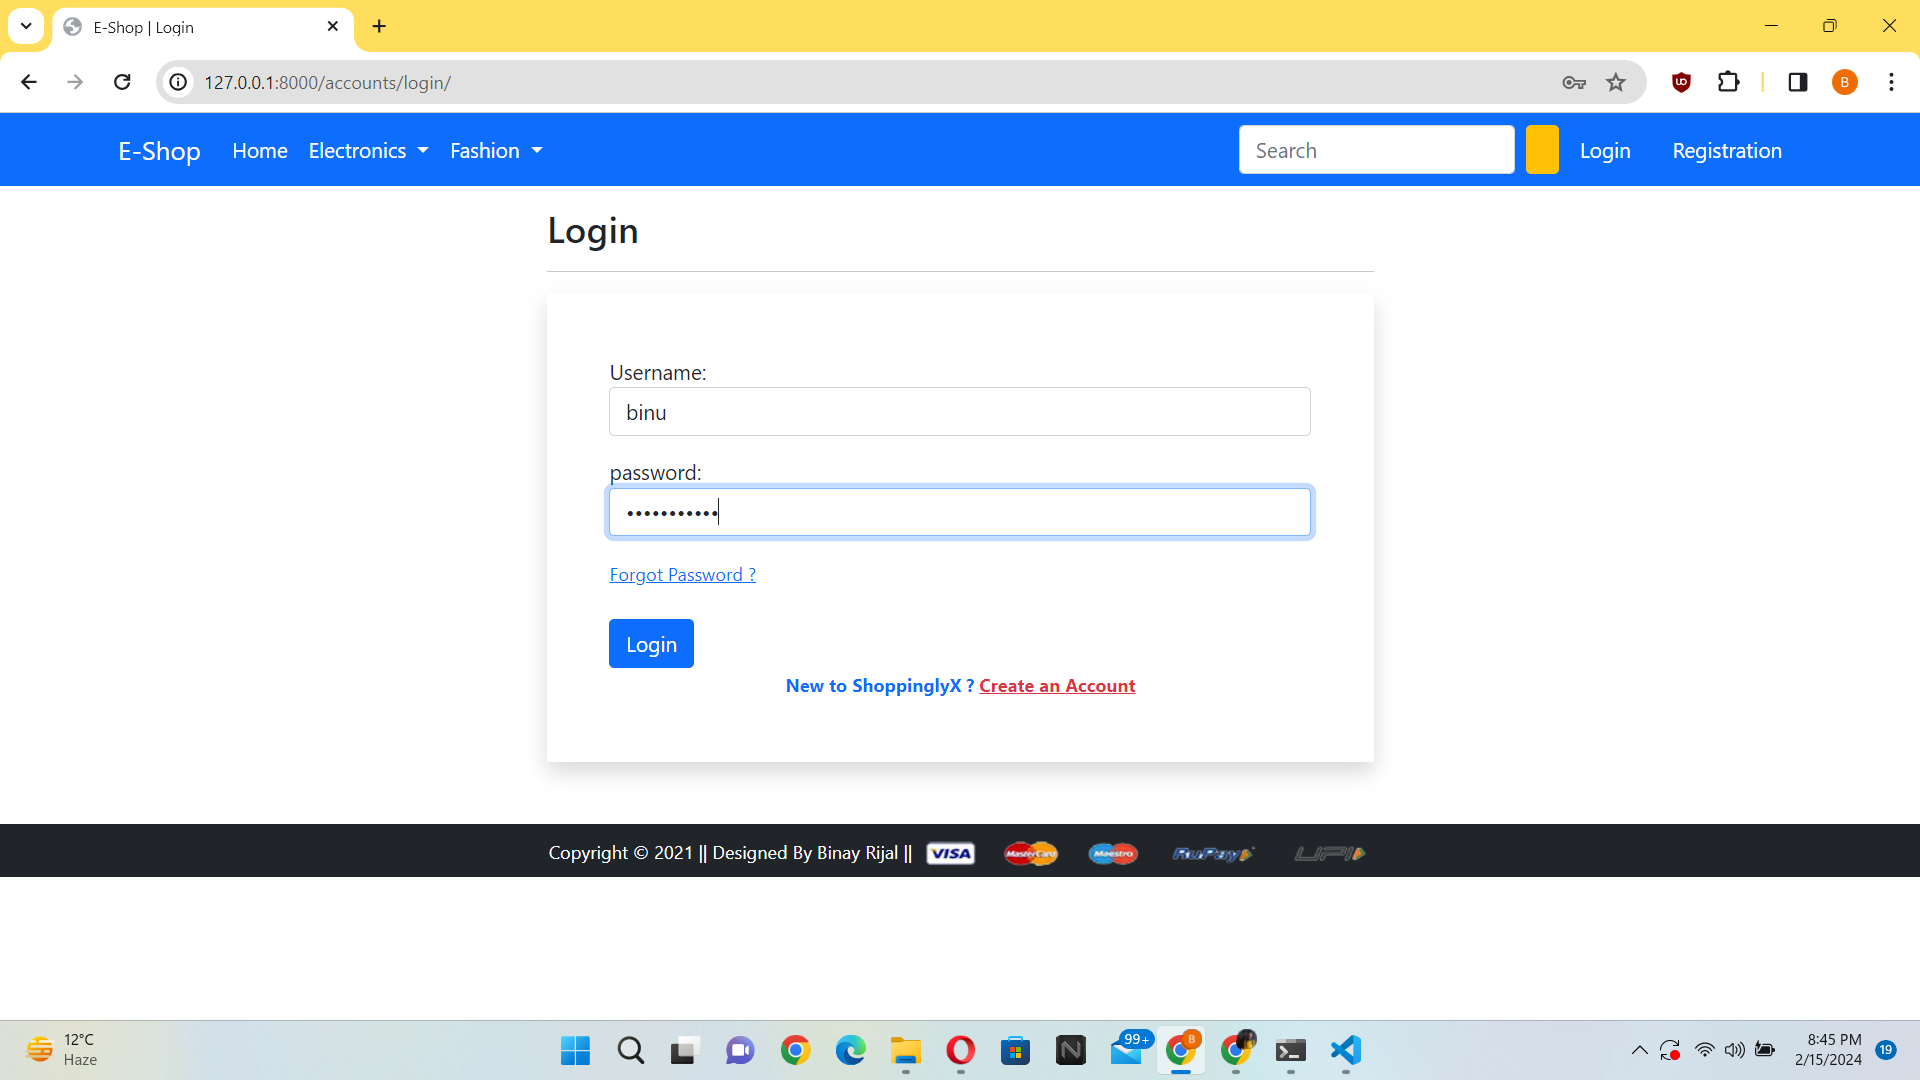 E-Shop | Login
127.0.0.1:8000/accounts/login/
B
E-Shop Home Electronics Fashion Search Login Registration
Login
Username:
binu
password:
•••••••••••
Forgot Password ?
Login
New to ShoppinglyX ? Create an Account
Copyright © 2021 || Designed By Binay Rijal || VISA MasterCard Maestro RuPay UPI
12°C
Haze
99+
B
8:45 PM
2/15/2024
19